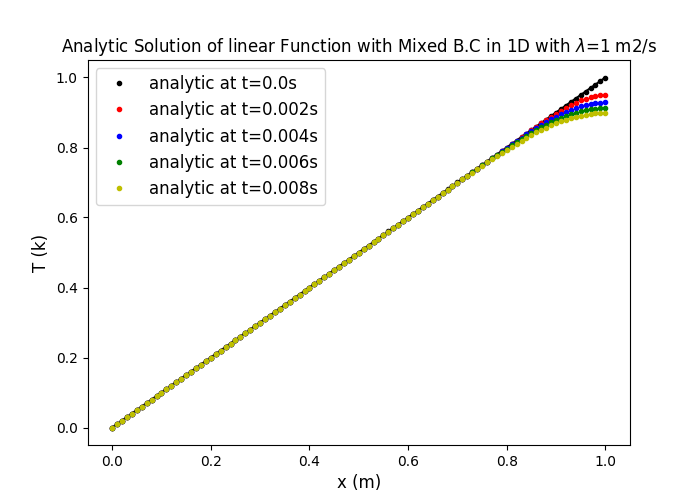 Analytic Solution of linear Function with Mixed B.C in 1D with λ=1 m2/s
1.0
0.8
0.6
0.4
0.2
0.0
T (k)
analytic at t=0.0s
analytic at t=0.002s
analytic at t=0.004s
analytic at t=0.006s
analytic at t=0.008s
0.0 0.2 0.4 0.6 0.8 1.0
x (m)